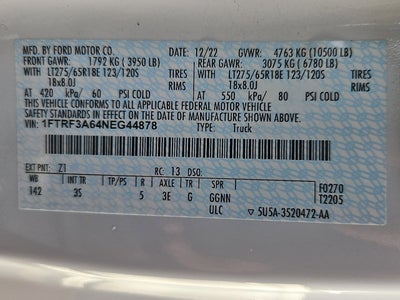 MFD. BY FORD MOTOR CO. 12/22 GVWR: 4763 KG (10500 LB)
FRONT GAWR: 1792 KG (3950 LB) REAR GAWR: 3075 KG (6780 LB)
WITH LT275/65R18E 123/120S TIRES WITH LT275/65R18E 123/120S TIRES
18x8.0J RIMS 18x8.0J RIMS
AT 420 kPa/ 60 PSI COLD AT 550 kPa/ 80 PSI COLD
THIS VEHICLE CONFORMS TO ALL APPLICABLE FEDERAL MOTOR VEHICLE
SAFETY STANDARDS IN EFFECT ON THE DATE OF MANUFACTURE SHOWN ABOVE.
VIN: 1FTRF3A64NEG44878 TYPE: Truck
EXT PNT: Z1 RC: 13 DSO:
WB INT TR TP/PS R AXLE TR SPR F0270
142 3S 5 3E G GGNN T2205
ULC 5U5A-3520472-AA